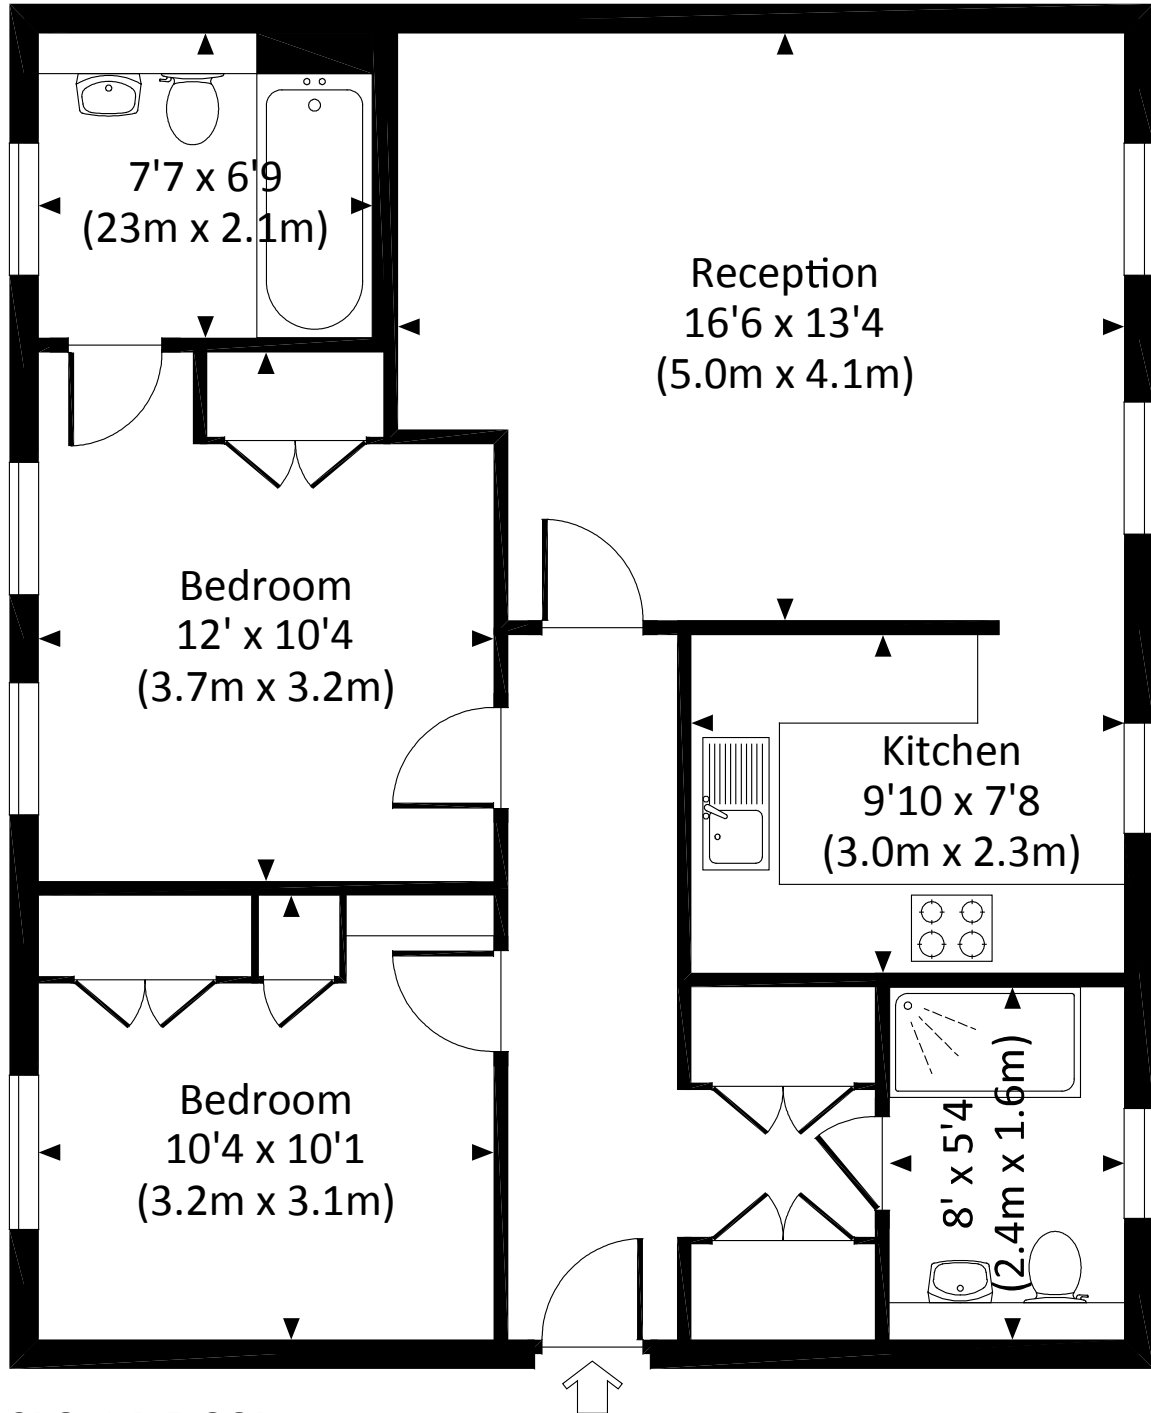 7'7 x 6'9
(23m x 2.1m)
Reception
16'6 x 13'4
(5.0m x 4.1m)
Bedroom
12' x 10'4
(3.7m x 3.2m)
Kitchen
9'10 x 7'8
(3.0m x 2.3m)
Bedroom
10'4 x 10'1
(3.2m x 3.1m)
8' x 5'4
(2.4m x 1.6m)